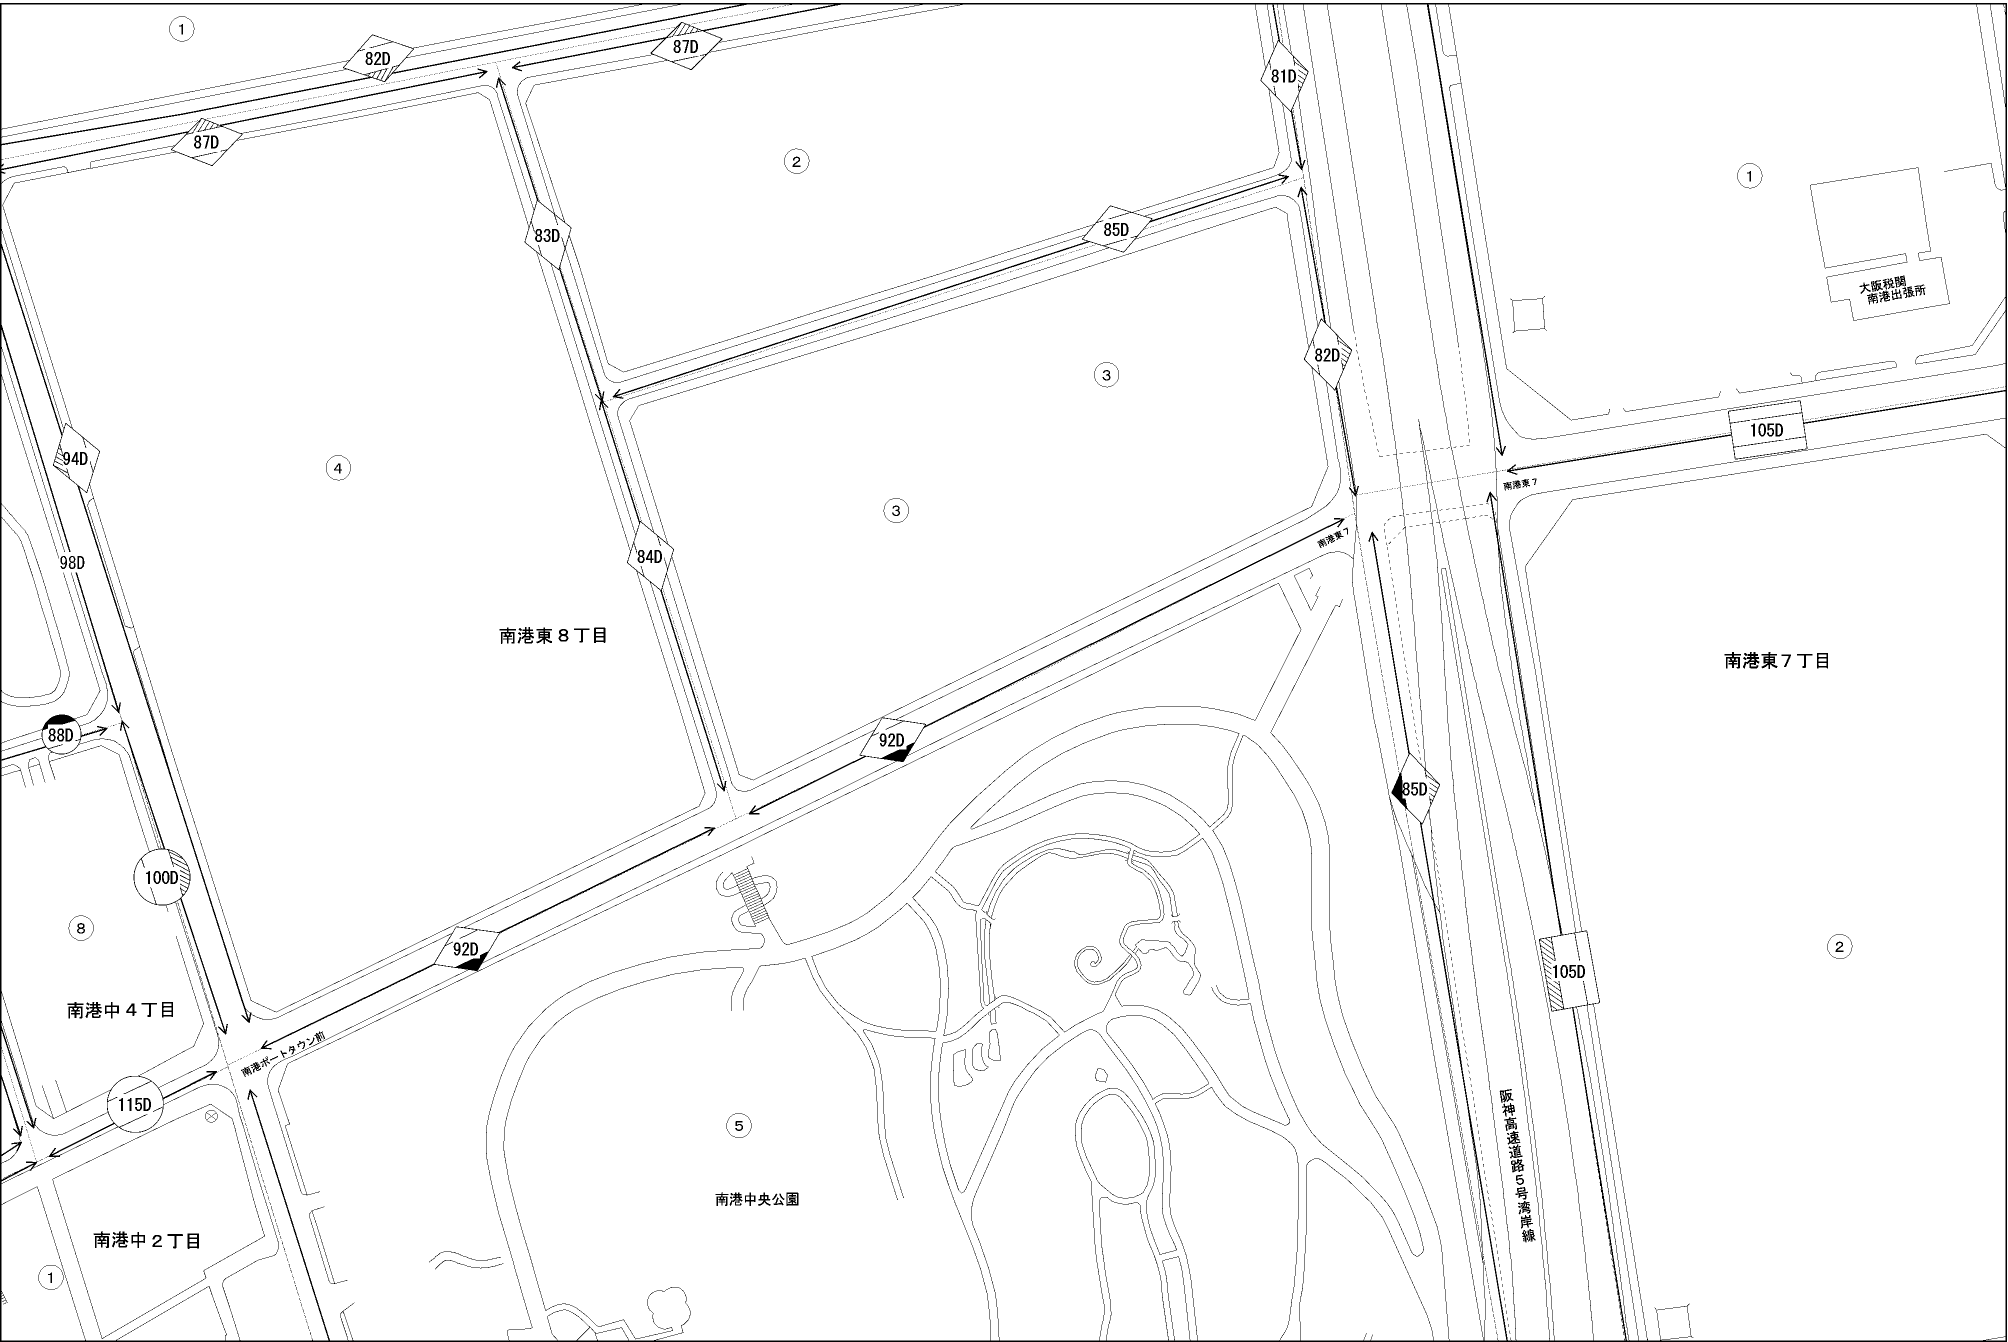 ①
82D
87D
81D
87D
②
①
83D
85D
大阪税関
南港出張所
82D
③
105D
94D
④
南港東７
③
南港東７
98D
84D
南港東８丁目
南港東７丁目
88D
92D
85D
100D
⑧
92D
②
105D
南港中４丁目
南港ポートタウン前
115D
⑤
阪神高速道路５号湾岸線
南港中央公園
南港中２丁目
①